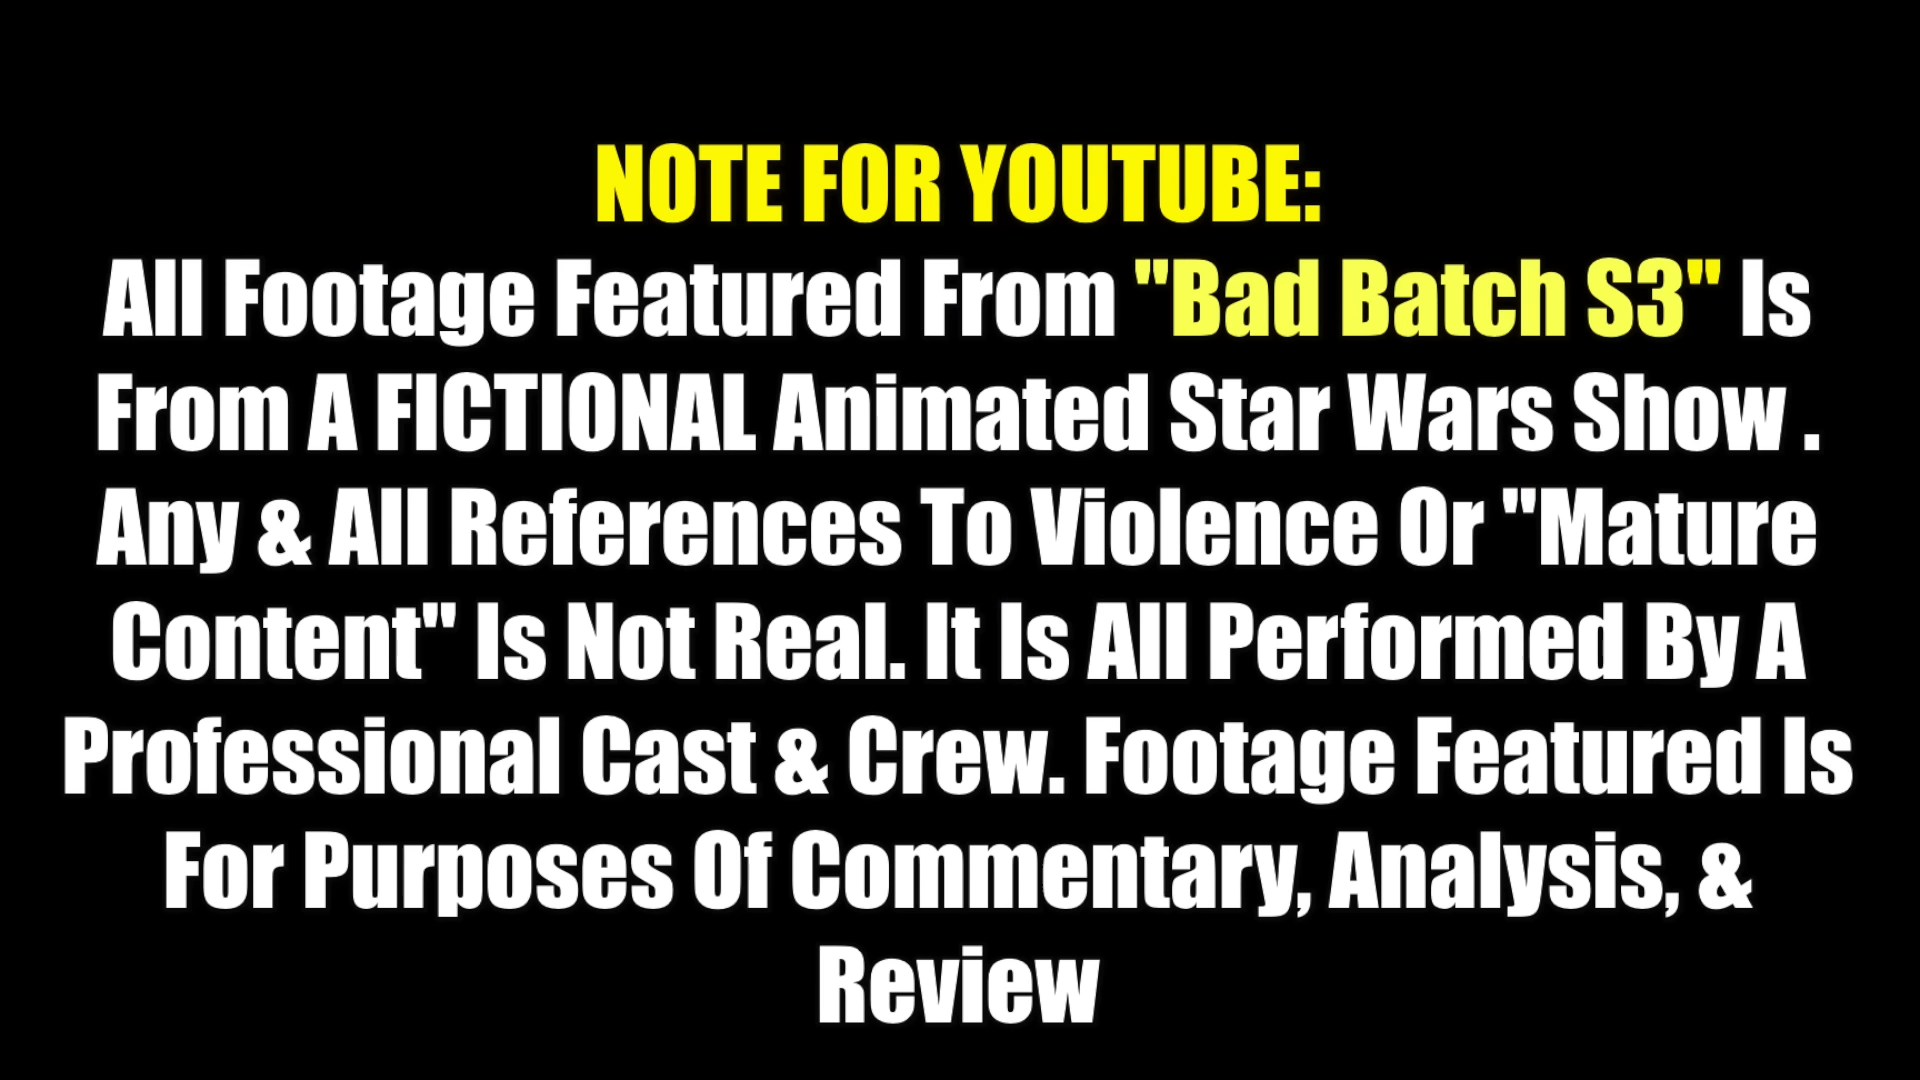 NOTE FOR YOUTUBE:
All Footage Featured From "Bad Batch S3" Is
From A FICTIONAL Animated Star Wars Show .
Any & All References To Violence Or "Mature
Content" Is Not Real. It Is All Performed By A
Professional Cast & Crew. Footage Featured Is
For Purposes Of Commentary, Analysis, &
Review